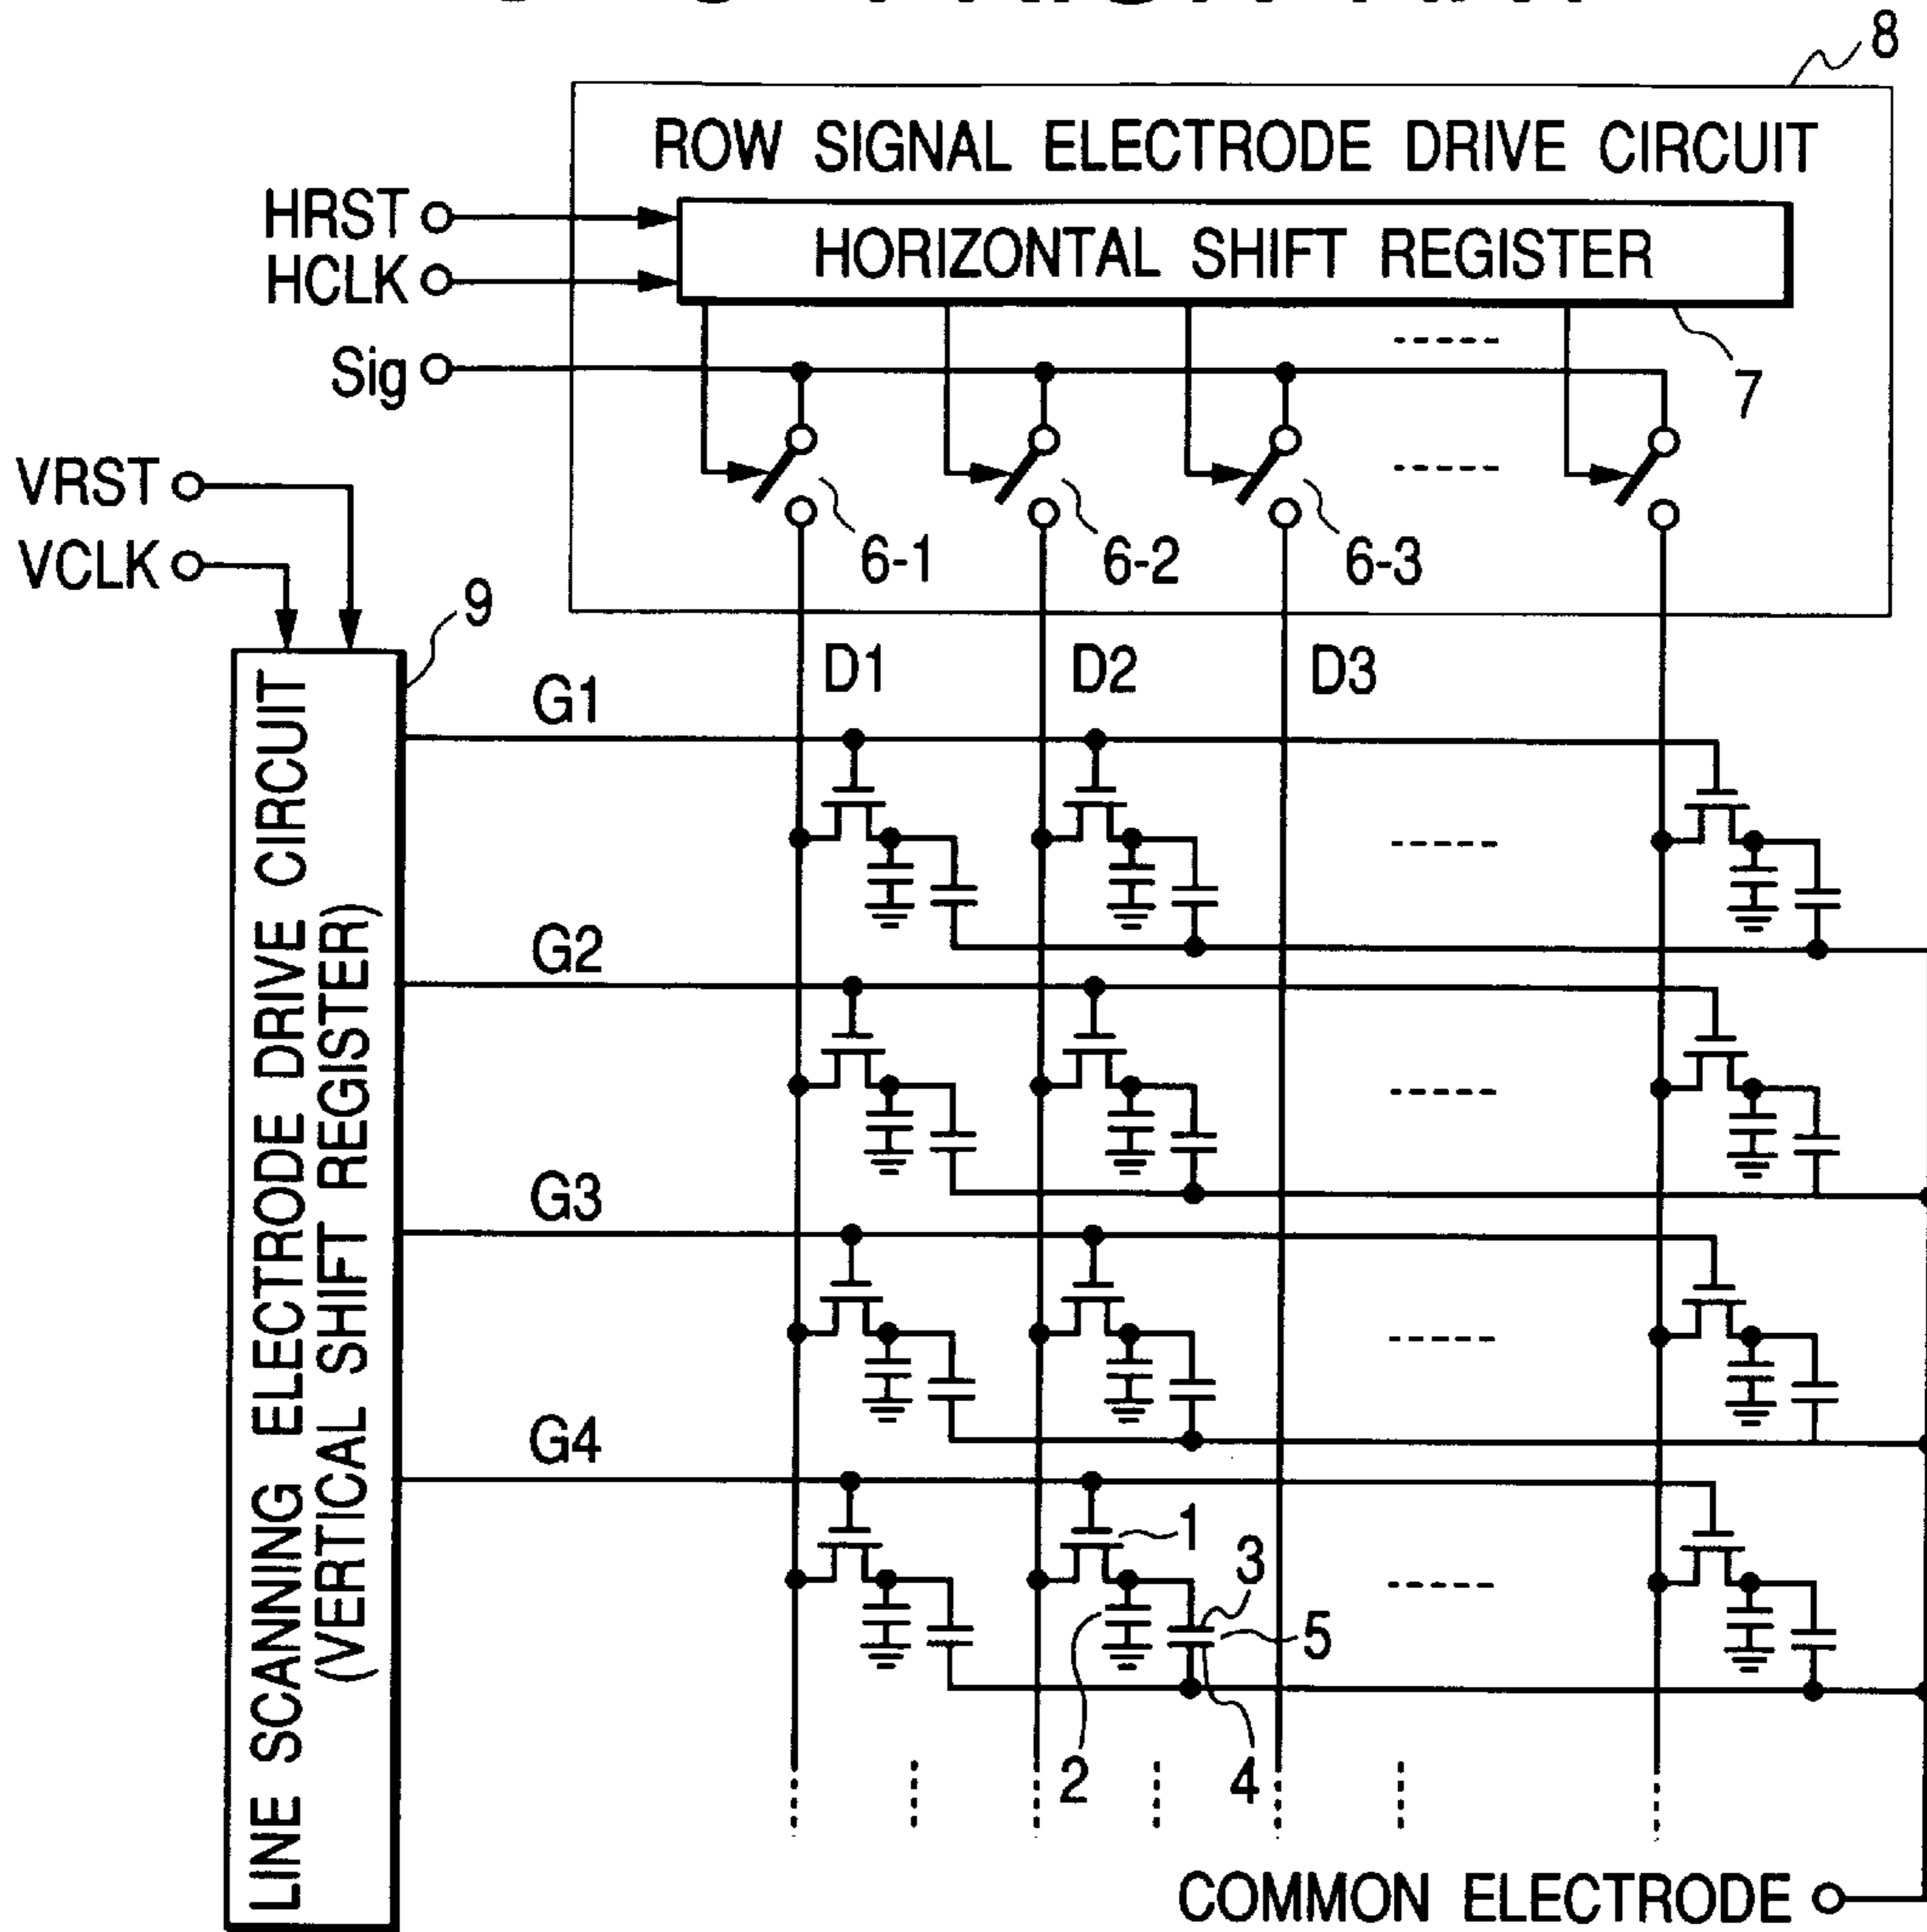 8
ROW SIGNAL ELECTRODE DRIVE CIRCUIT
HRST
HORIZONTAL SHIFT REGISTER
HCLK
Sig
7
VRST
6-1
6-2
6-3
VCLK
9
D1
D2
D3
G1
G2
G3
G4
LINE SCANNING ELECTRODE DRIVE CIRCUIT
(VERTICAL SHIFT REGISTER)
1
3
5
2
4
COMMON ELECTRODE